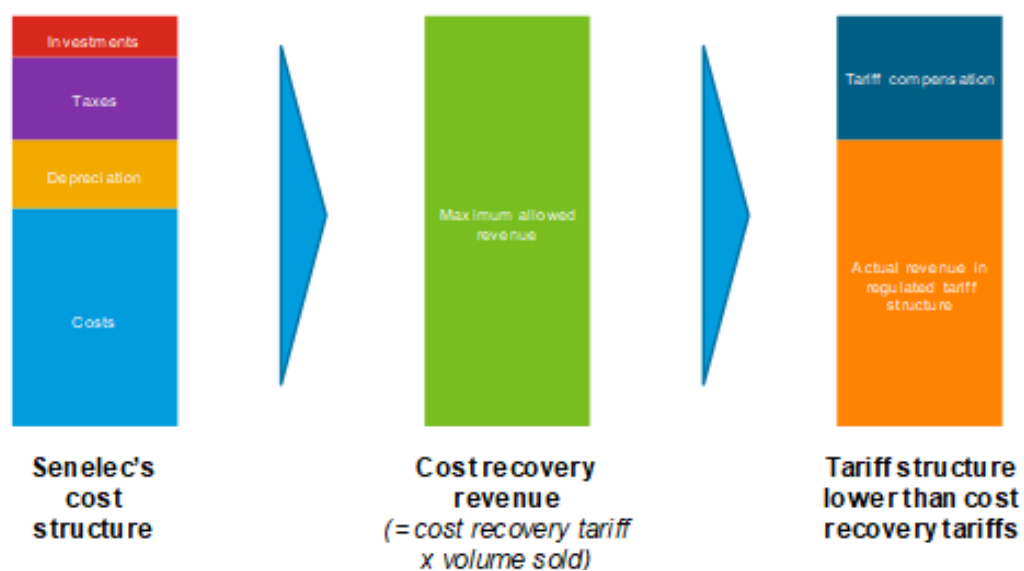 Investments
Taxes
Depreciation
Costs
Senelec's
cost
structure
Maximum allowed
revenue
Cost recovery
revenue
(=cost recovery tariff
x volume sold)
Tariff compensation
Actual revenue in
regulated tariff
structure
Tariff structure
lower than cost
recovery tariffs